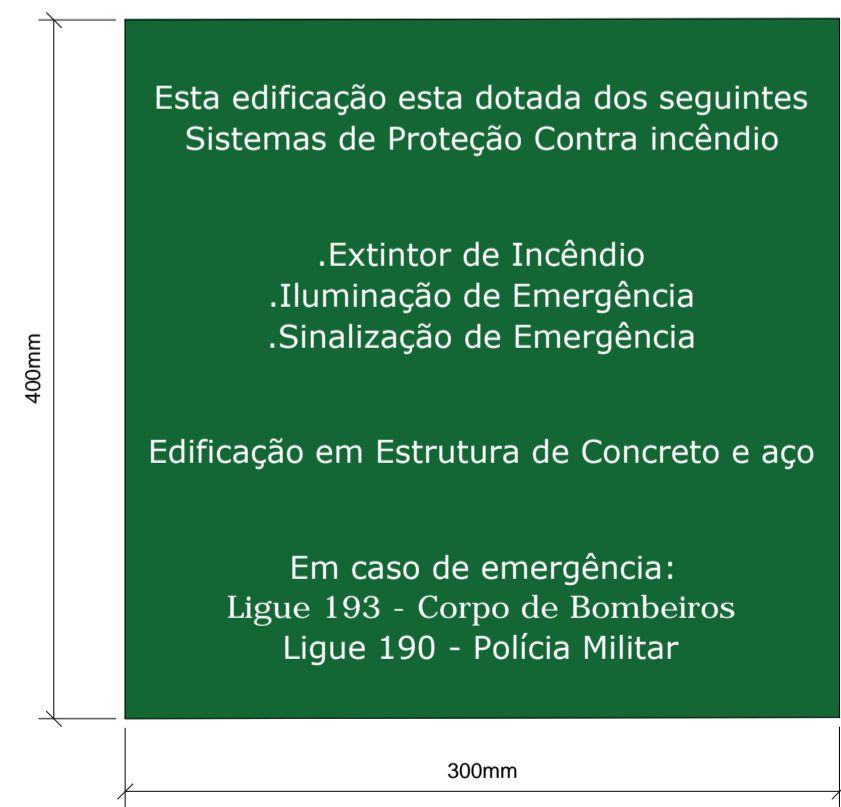 Esta edificação esta dotada dos seguintes
Sistemas de Proteção Contra incêndio
.Extintor de Incêndio
.Iluminação de Emergência
.Sinalização de Emergência
Edificação em Estrutura de Concreto e aço
Em caso de emergência:
Ligue 193 - Corpo de Bombeiros
Ligue 190 - Polícia Militar
400mm
300mm